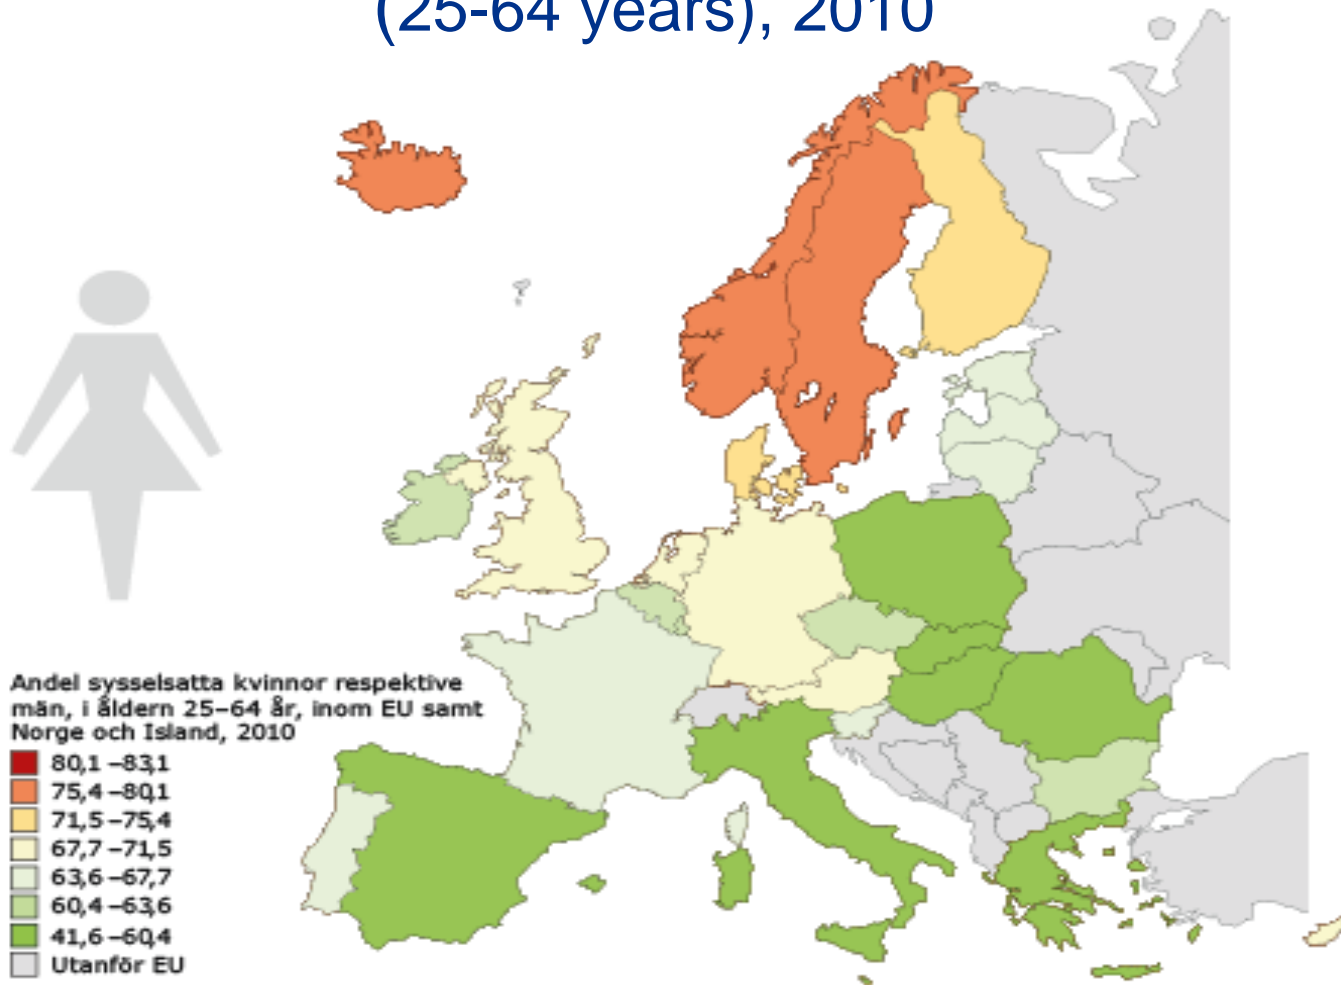 (25-64 years), 2010
Andel sysselsatta kvinnor respektive
män, i åldern 25–64 år, inom EU samt
Norge och Island, 2010
80,1 –83,1
75,4 –80,1
71,5 –75,4
67,7 –71,5
63,6 –67,7
60,4 –63,6
41,6 –60,4
Utanför EU